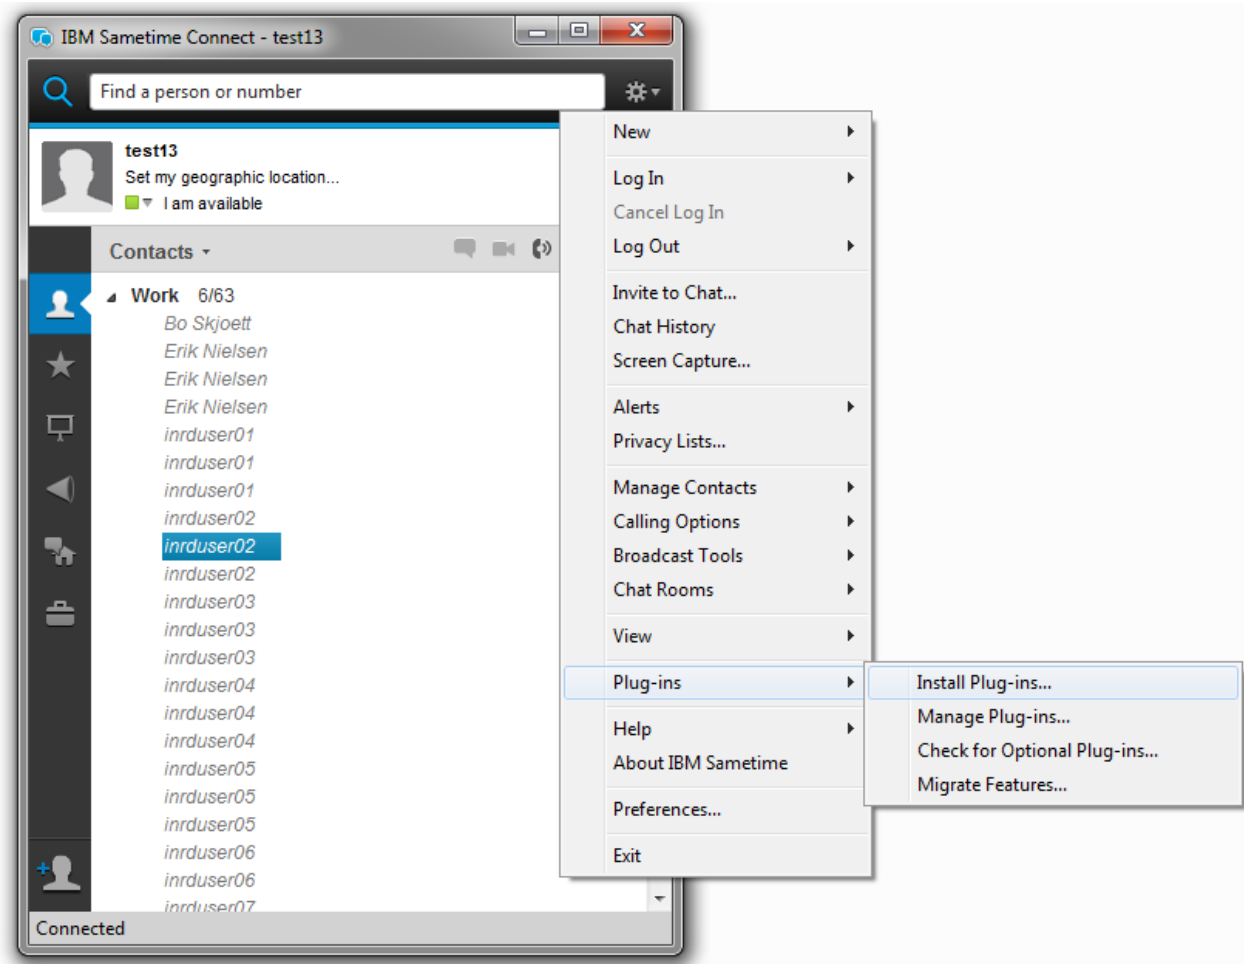 IBM Sametime Connect - test13
Find a person or number
test13
Set my geographic location...
I am available
Contacts
Work 6/63
Bo Skjoett
Erik Nielsen
Erik Nielsen
Erik Nielsen
inrduser01
inrduser01
inrduser01
inrduser02
inrduser02
inrduser02
inrduser03
inrduser03
inrduser03
inrduser04
inrduser04
inrduser04
inrduser05
inrduser05
inrduser05
inrduser06
inrduser06
inrduser07
Connected
New
Log In
Cancel Log In
Log Out
Invite to Chat...
Chat History
Screen Capture...
Alerts
Privacy Lists...
Manage Contacts
Calling Options
Broadcast Tools
Chat Rooms
View
Plug-ins
Help
About IBM Sametime
Preferences...
Exit
Install Plug-ins...
Manage Plug-ins...
Check for Optional Plug-ins...
Migrate Features...